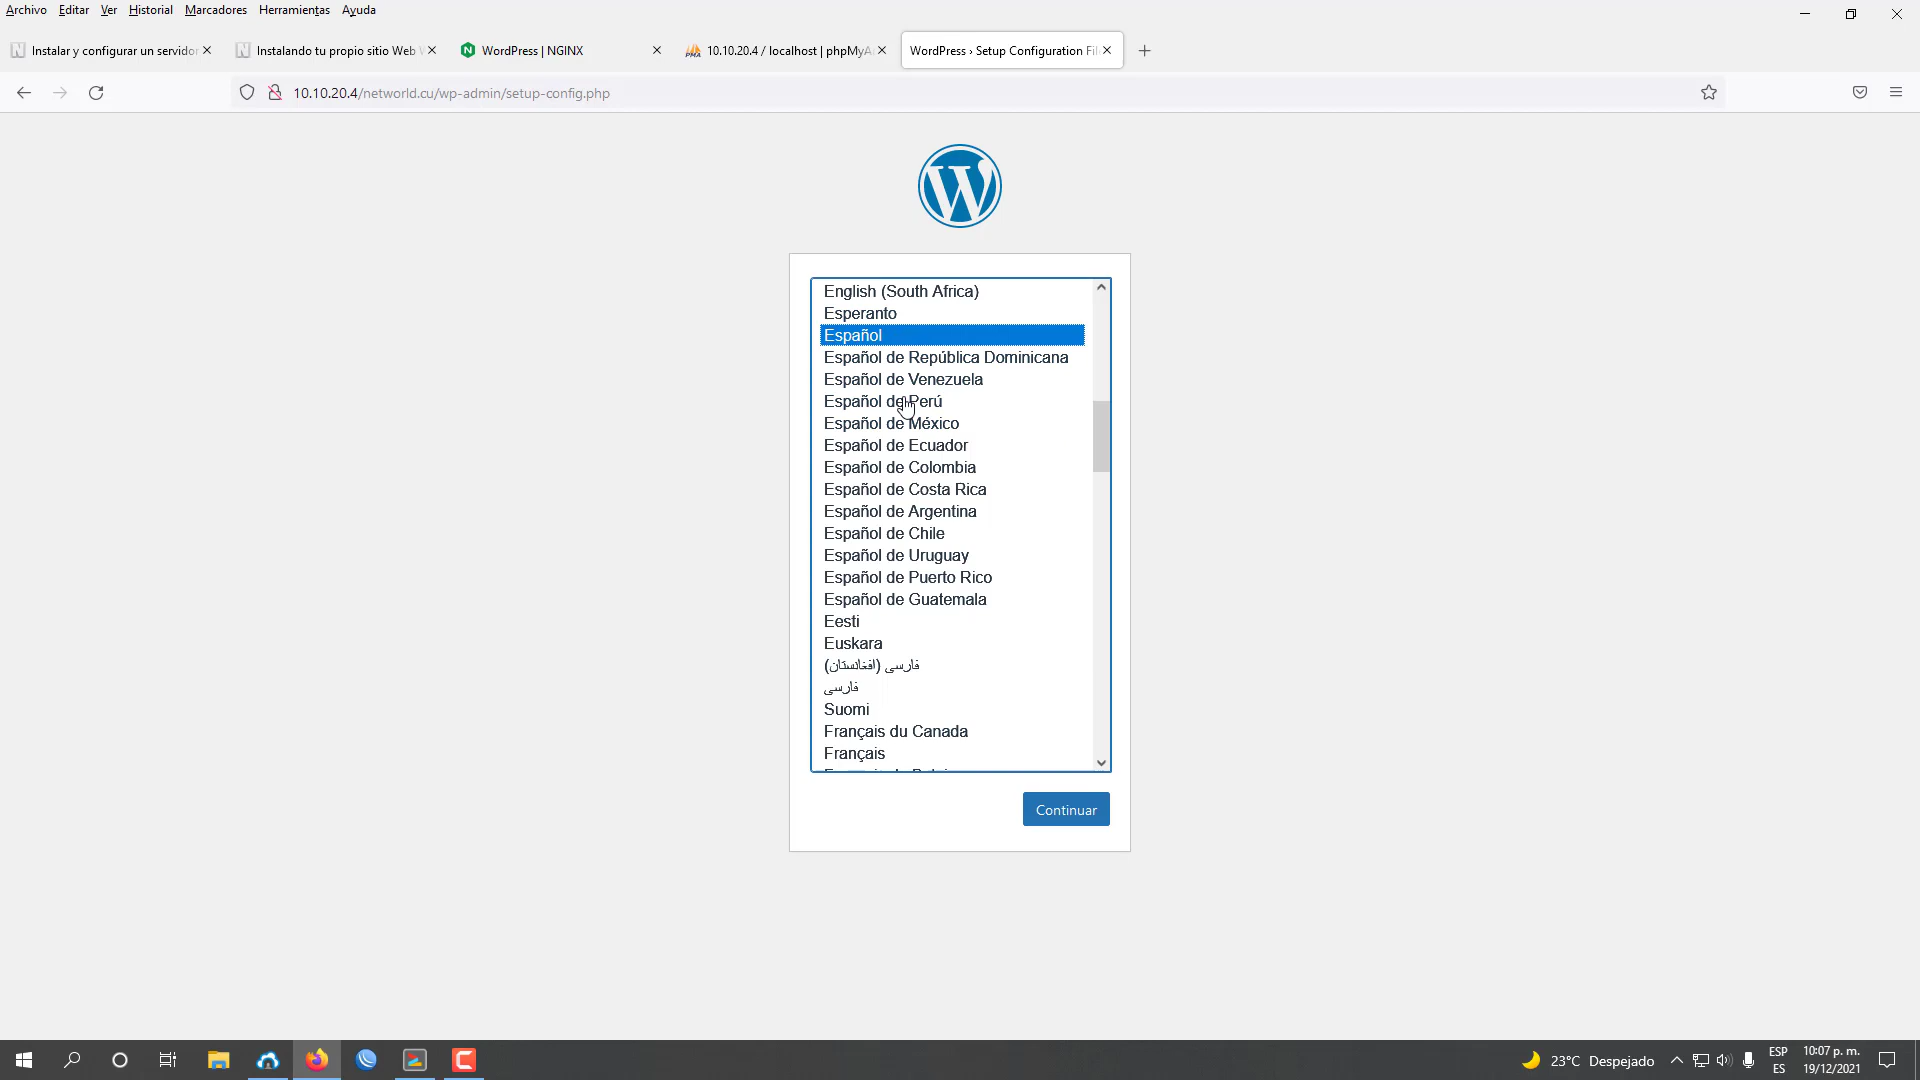 Archivo Editar Ver Historial Marcadores Herramientas Ayuda
Instalar y configurar un servidor
Instalando tu propio sitio Web
WordPress | NGINX
10.10.20.4 / localhost | phpMyA
WordPress › Setup Configuration Fil
10.10.20.4/networld.cu/wp-admin/setup-config.php
English (South Africa)
Esperanto
Español
Español de República Dominicana
Español de Venezuela
Español de Perú
Español de México
Español de Ecuador
Español de Colombia
Español de Costa Rica
Español de Argentina
Español de Chile
Español de Uruguay
Español de Puerto Rico
Español de Guatemala
Eesti
Euskara
فارسی (افغانستان)
فارسی
Suomi
Français du Canada
Français
Continuar
23°C Despejado
ESP
ES
10:07 p. m.
19/12/2021